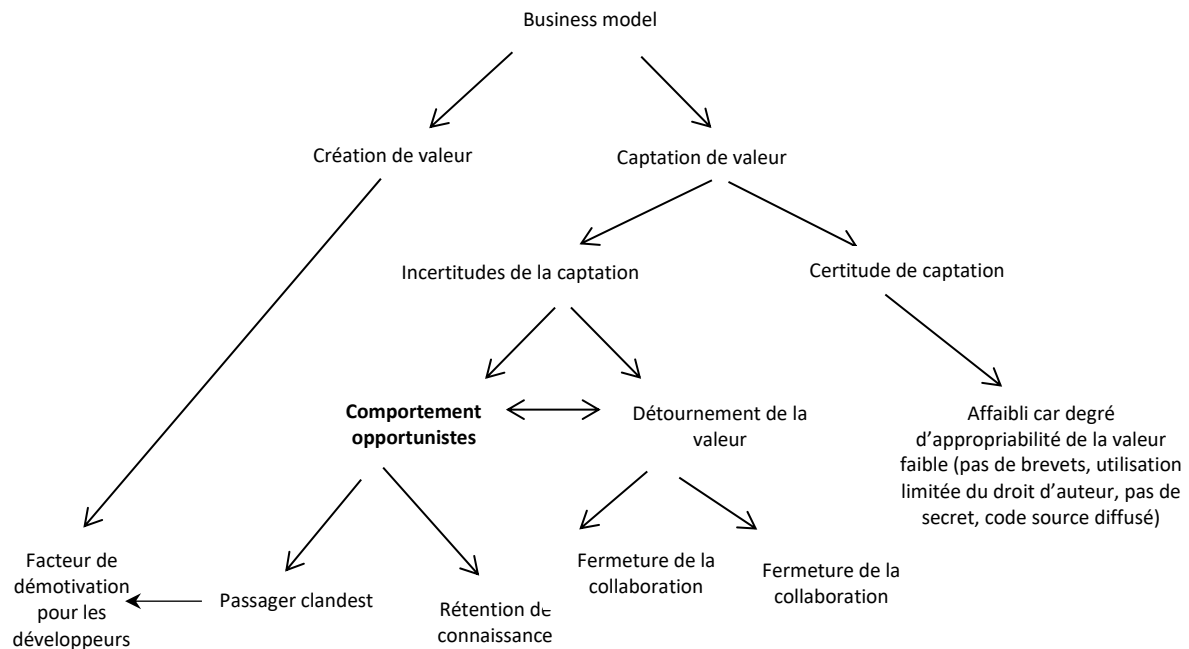 Business model
Création de valeur
Captation de valeur
Incertitudes de la captation
Certitude de captation
Comportement
opportunistes
Détournement de la
valeur
Affaibli car degré
d’appropriabilité de la valeur
faible (pas de brevets, utilisation
limitée du droit d’auteur, pas de
secret, code source diffusé)
Facteur de
démotivation
pour les
développeurs
Passager clandest
Rétention de
connaissance
Fermeture de la
collaboration
Fermeture de la
collaboration